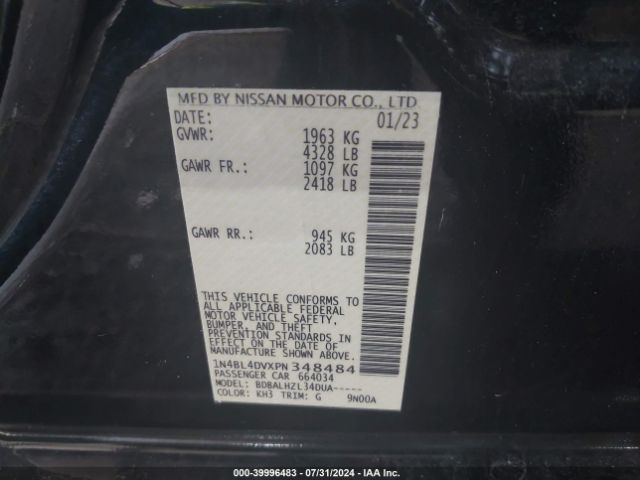 MFD BY NISSAN MOTOR CO., LTD
DATE: 01/23
GVWR: 1963 KG
4328 LB
GAWR FR.: 1097 KG
2418 LB
GAWR RR.: 945 KG
2083 LB
THIS VEHICLE CONFORMS TO
ALL APPLICABLE FEDERAL
MOTOR VEHICLE SAFETY,
BUMPER, AND THEFT
PREVENTION STANDARDS IN
EFFECT ON THE DATE OF
MANUFACTURE SHOWN ABOVE.
1N4BL4DVXPN348484
PASSENGER CAR 664034
MODEL: BDBALHZL34DUA-----
COLOR: KH3 TRIM: G 9N00A
000-39996483 - 07/31/2024 - IAA Inc.